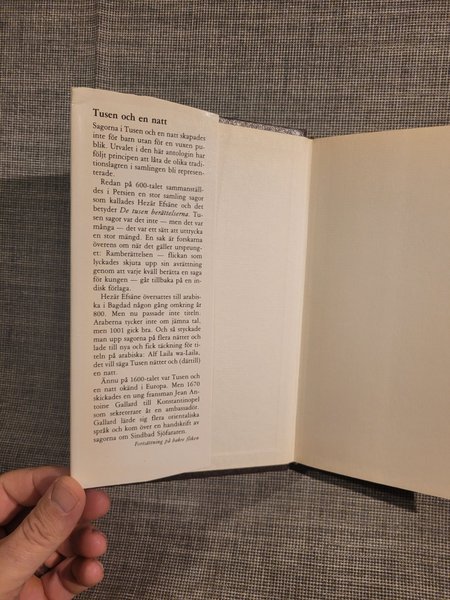 Tusen och en natt
Sagorna i Tusen och en natt skapades
inte för barn utan för en vuxen pu-
blik. Urvalet i den här antologin har
följt principen att låta de olika tradi-
tionslagren i samlingen bli represen-
terade.
Redan på 600-talet sammanställ-
des i Persien en stor samling sagor
som kallades Hezár Efsáne och det
betyder De tusen berättelserna. Tu-
sen sagor var det inte — men det var
många — det var ett sätt att uttrycka
en stor mängd. En sak är forskarna
överens om när det gäller ursprung-
et: Ramberättelsen — flickan som
lyckades skjuta upp sin avrättning
genom att varje kväll berätta en saga
för kungen — går tillbaka på en in-
disk förlaga.
Hezár Efsáne översattes till arabis-
ka i Bagdad någon gång omkring år
800. Men nu passade inte titeln.
Araberna tycker inte om jämna tal,
men 1001 gick bra. Och så styckade
man upp sagorna på flera nätter och
lade till nya och fick täckning för ti-
teln på arabiska: Alf Laila wa-Laila,
det vill säga Tusen nätter och (därtill)
en natt.
Ännu på 1600-talet var Tusen och
en natt okänd i Europa. Men 1670
skickades en ung fransman Jean An-
toine Gallard till Konstantinopel
som sekreterare åt en ambassadör.
Gallard lärde sig flera orientaliska
språk och kom över en handskrift av
sagorna om Sindbad Sjöfararen.
Fortsättning på bakre fliken